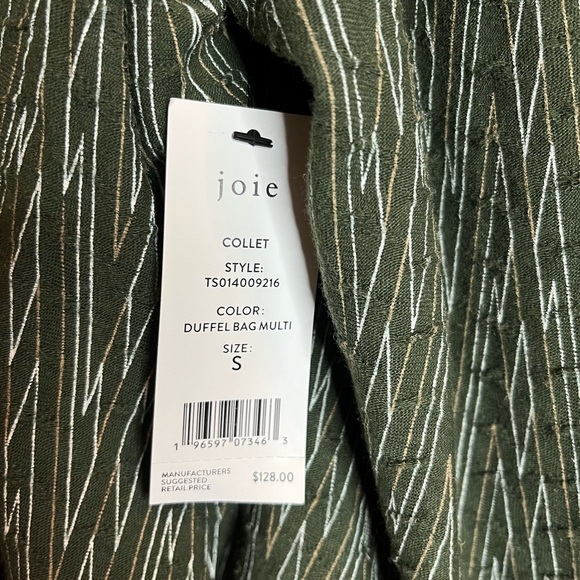 joie
COLLET
STYLE:
TS014009216
COLOR:
DUFFEL BAG MULTI
SIZE:
S
1 96597 07346 3
MANUFACTURERS
SUGGESTED
RETAIL PRICE
$128.00